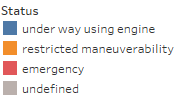 Status
under way using engine
restricted maneuverability
emergency
undefined